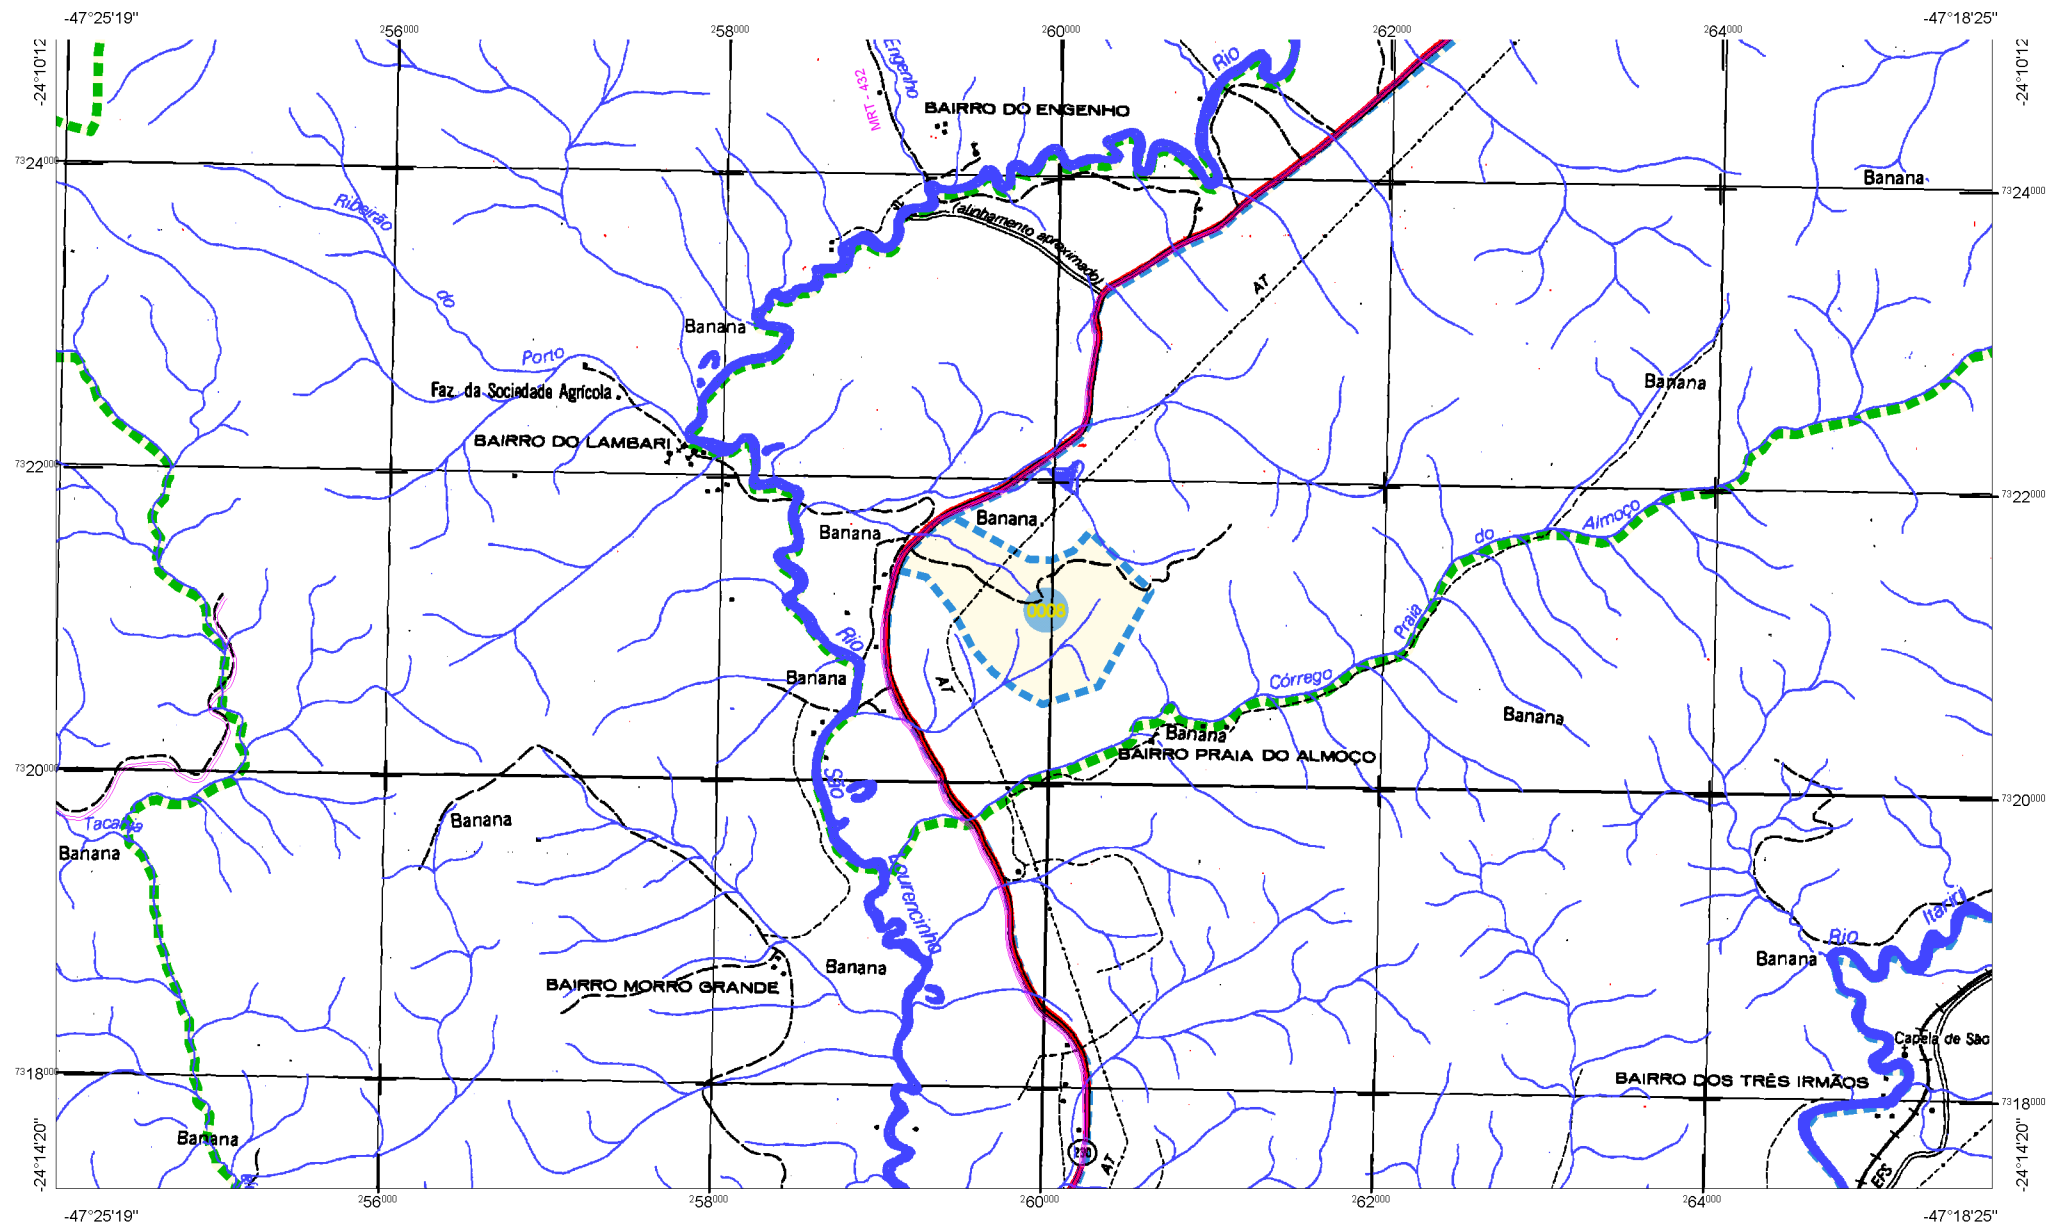 -47°25'19"
-47°18'25"
256000
258000
260000
262000
264000
-24°10'12
-24°10'12
Engenho
Rio
MRT - 432
BAIRRO DO ENGENHO
7324000
Banana
7324000
Ribeirão
(alinhamento aproximado)
do
AT
Banana
Porto
Faz. da Sociedade Agrícola
Banana
BAIRRO DO LAMBARI
7322000
7322000
Banana
Banana
Almoço
do
0008
Praia
Rio
Banana
AT
Córrego
Banana
Banana
BAIRRO PRAIA DO ALMOÇO
7320000
São
7320000
Banana
Banana
Lourencinho
Itariri
Rio
Banana
Banana
BAIRRO MORRO GRANDE
Capela de São
7318000
BAIRRO DOS TRÊS IRMÃOS
7318000
Banana
230
AT
EFS
-24°14'20"
-24°14'20"
256000
258000
260000
262000
264000
-47°25'19"
-47°18'25"